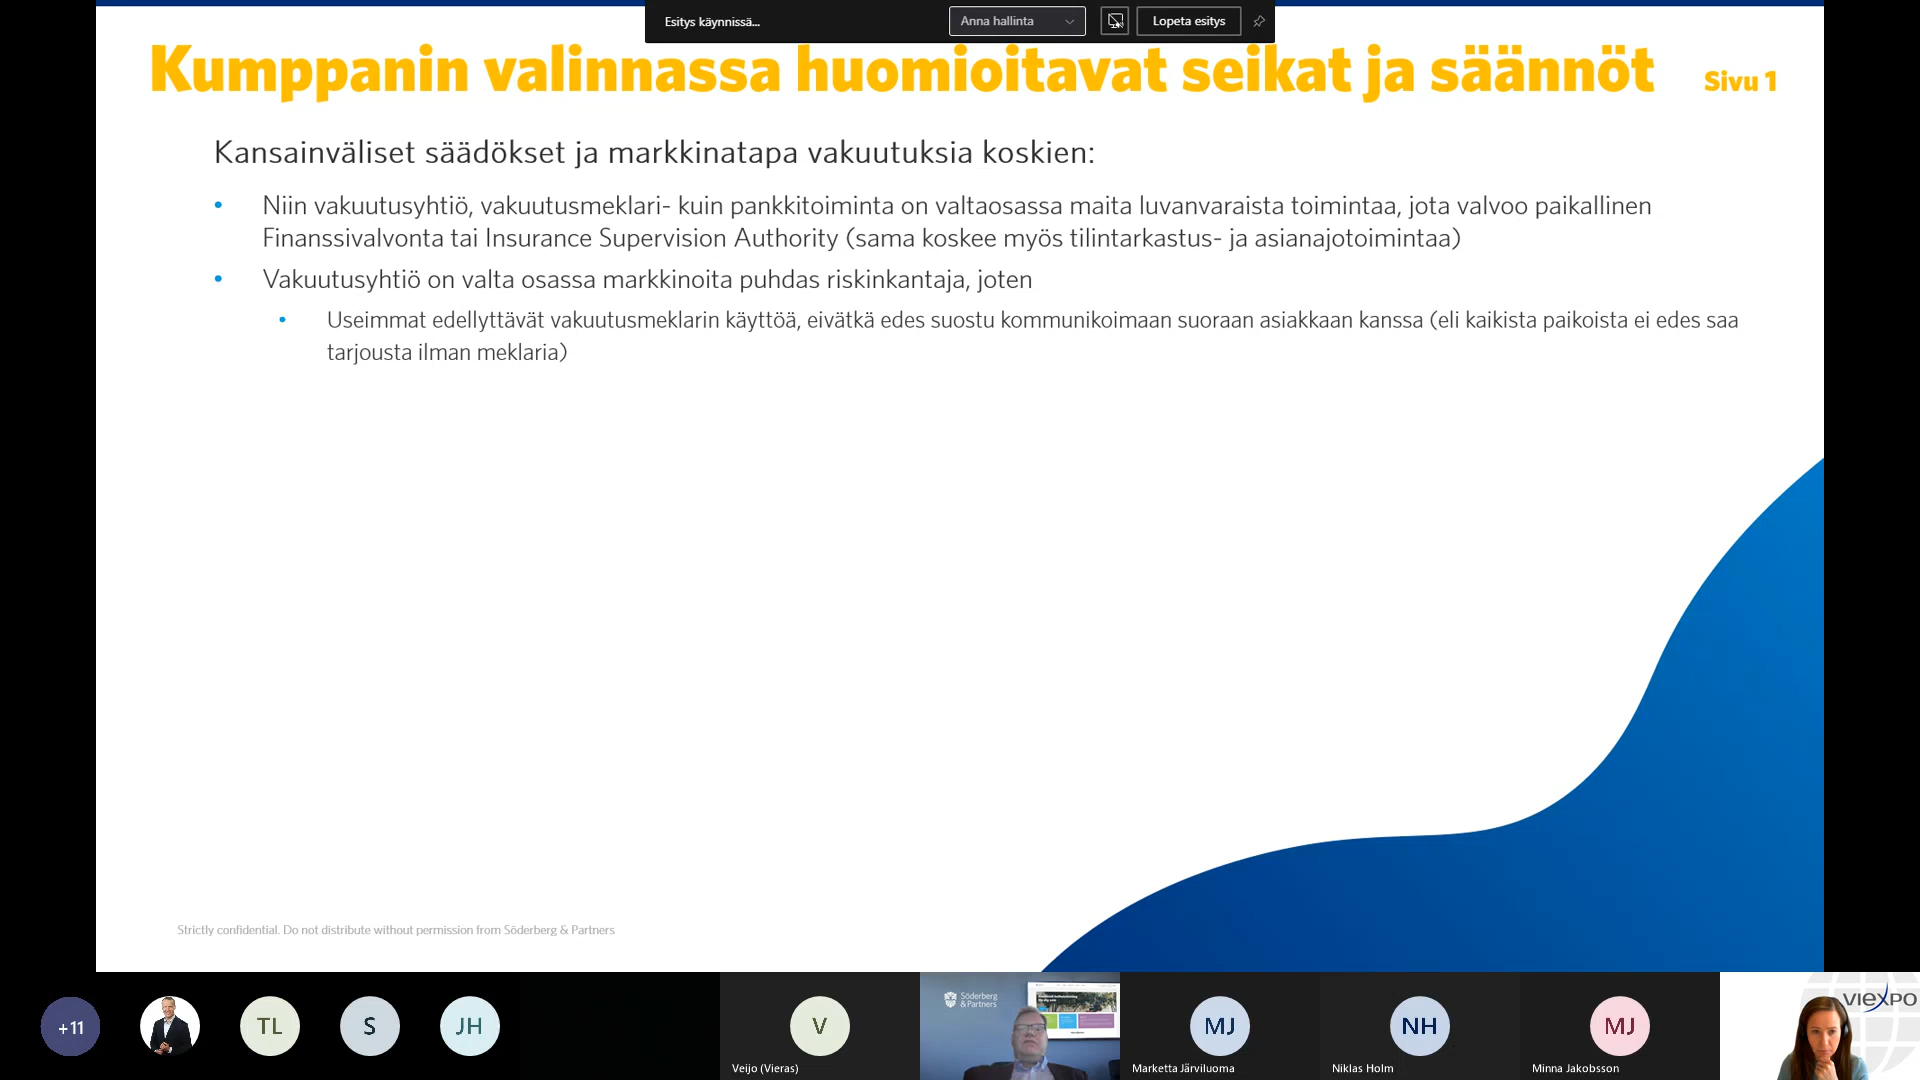 Esitys käynnissä...
Anna hallinta
Lopeta esitys
Kumppanin valinnassa huomioitavat seikat ja säännöt
Sivu 1
Kansainväliset säädökset ja markkinatapa vakuutuksia koskien:
• Niin vakuutusyhtiö, vakuutusmeklari- kuin pankkitoiminta on valtaosassa maita luvanvaraista toimintaa, jota valvoo paikallinen
Finanssivalvonta tai Insurance Supervision Authority (sama koskee myös tilintarkastus- ja asianajotoimintaa)
• Vakuutusyhtiö on valta osassa markkinoita puhdas riskinkantaja, joten
• Useimmat edellyttävät vakuutusmeklarin käyttöä, eivätkä edes suostu kommunikoimaan suoraan asiakkaan kanssa (eli kaikista paikoista ei edes saa
tarjousta ilman meklaria)
Strictly confidential. Do not distribute without permission from Söderberg & Partners
+11
TL
S
JH
V
Veijo (Vieras)
Söderberg
& Partners
MJ
Marketta Järviluoma
NH
Niklas Holm
MJ
Minna Jakobsson
VIEXPO